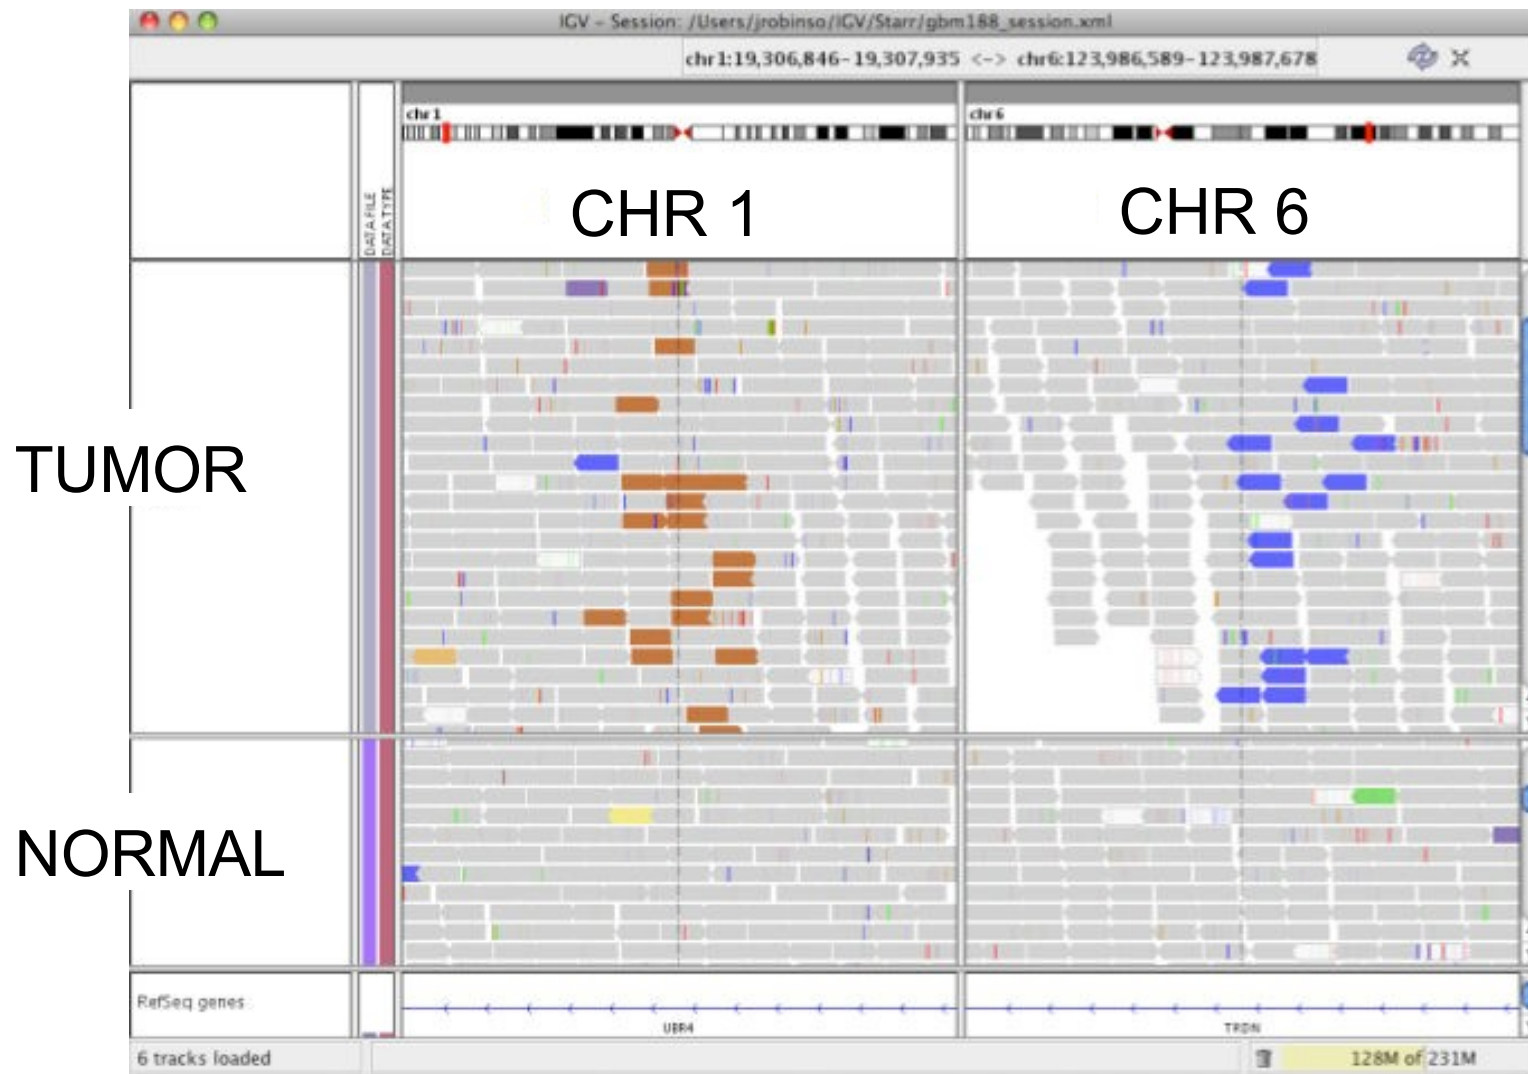 IGV - Session: /Users/jrobinso/IGV/Starr/gbm188_session.xml
chr1:19,306,846-19,307,935 <-> chr6:123,986,589-123,987,678
chr1
chr6
DATA FILE
DATA TYPE
CHR 1
CHR 6
TUMOR
NORMAL
RefSeq genes
UBR4
TRDN
6 tracks loaded
128M of 231M